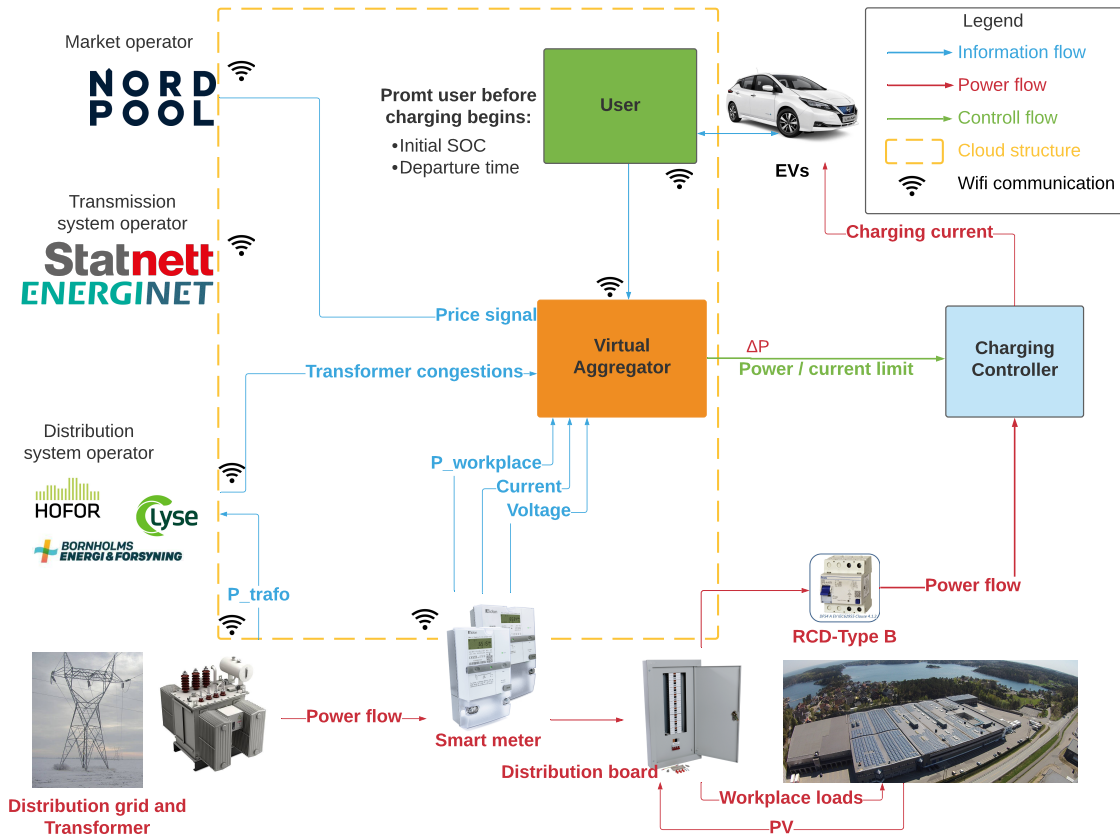 Market operator
NORD
POOL
Transmission
system operator
Statnett
ENERGINET
Distribution
system operator
HOFOR
Lyse
BORNHOLMS
ENERGI & FORSYNING
P_trafo
Promt user before
charging begins:
•Initial SOC
•Departure time
User
EVs
Legend
Information flow
Power flow
Controll flow
Cloud structure
Wifi communication
Charging current
Price signal
Virtual
Aggregator
Transformer congestions
ΔP
Power / current limit
Charging
Controller
P_workplace
Current
Voltage
Power flow
RCD-Type B
Power flow
Smart meter
Distribution board
Workplace loads
PV
Distribution grid and
Transformer